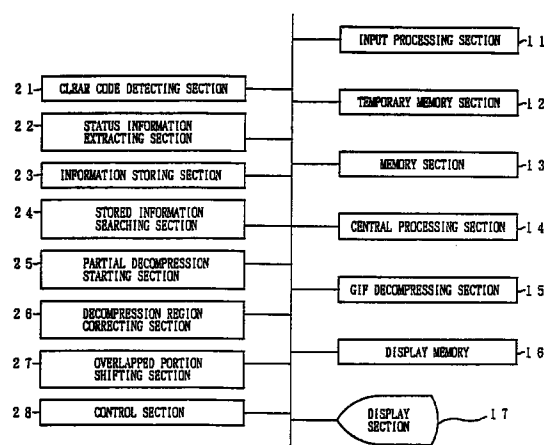 21 CLEAR CODE DETECTING SECTION
22 STATUS INFORMATION
EXTRACTING SECTION
23 INFORMATION STORING SECTION
24 STORED INFORMATION
SEARCHING SECTION
25 PARTIAL DECOMPRESSION
STARTING SECTION
26 DECOMPRESSION REGION
CORRECTING SECTION
27 OVERLAPPED PORTION
SHIFTING SECTION
28 CONTROL SECTION
INPUT PROCESSING SECTION 11
TEMPORARY MEMORY SECTION 12
MEMORY SECTION 13
CENTRAL PROCESSING SECTION 14
GIF DECOMPRESSING SECTION 15
DISPLAY MEMORY 16
DISPLAY
SECTION 17